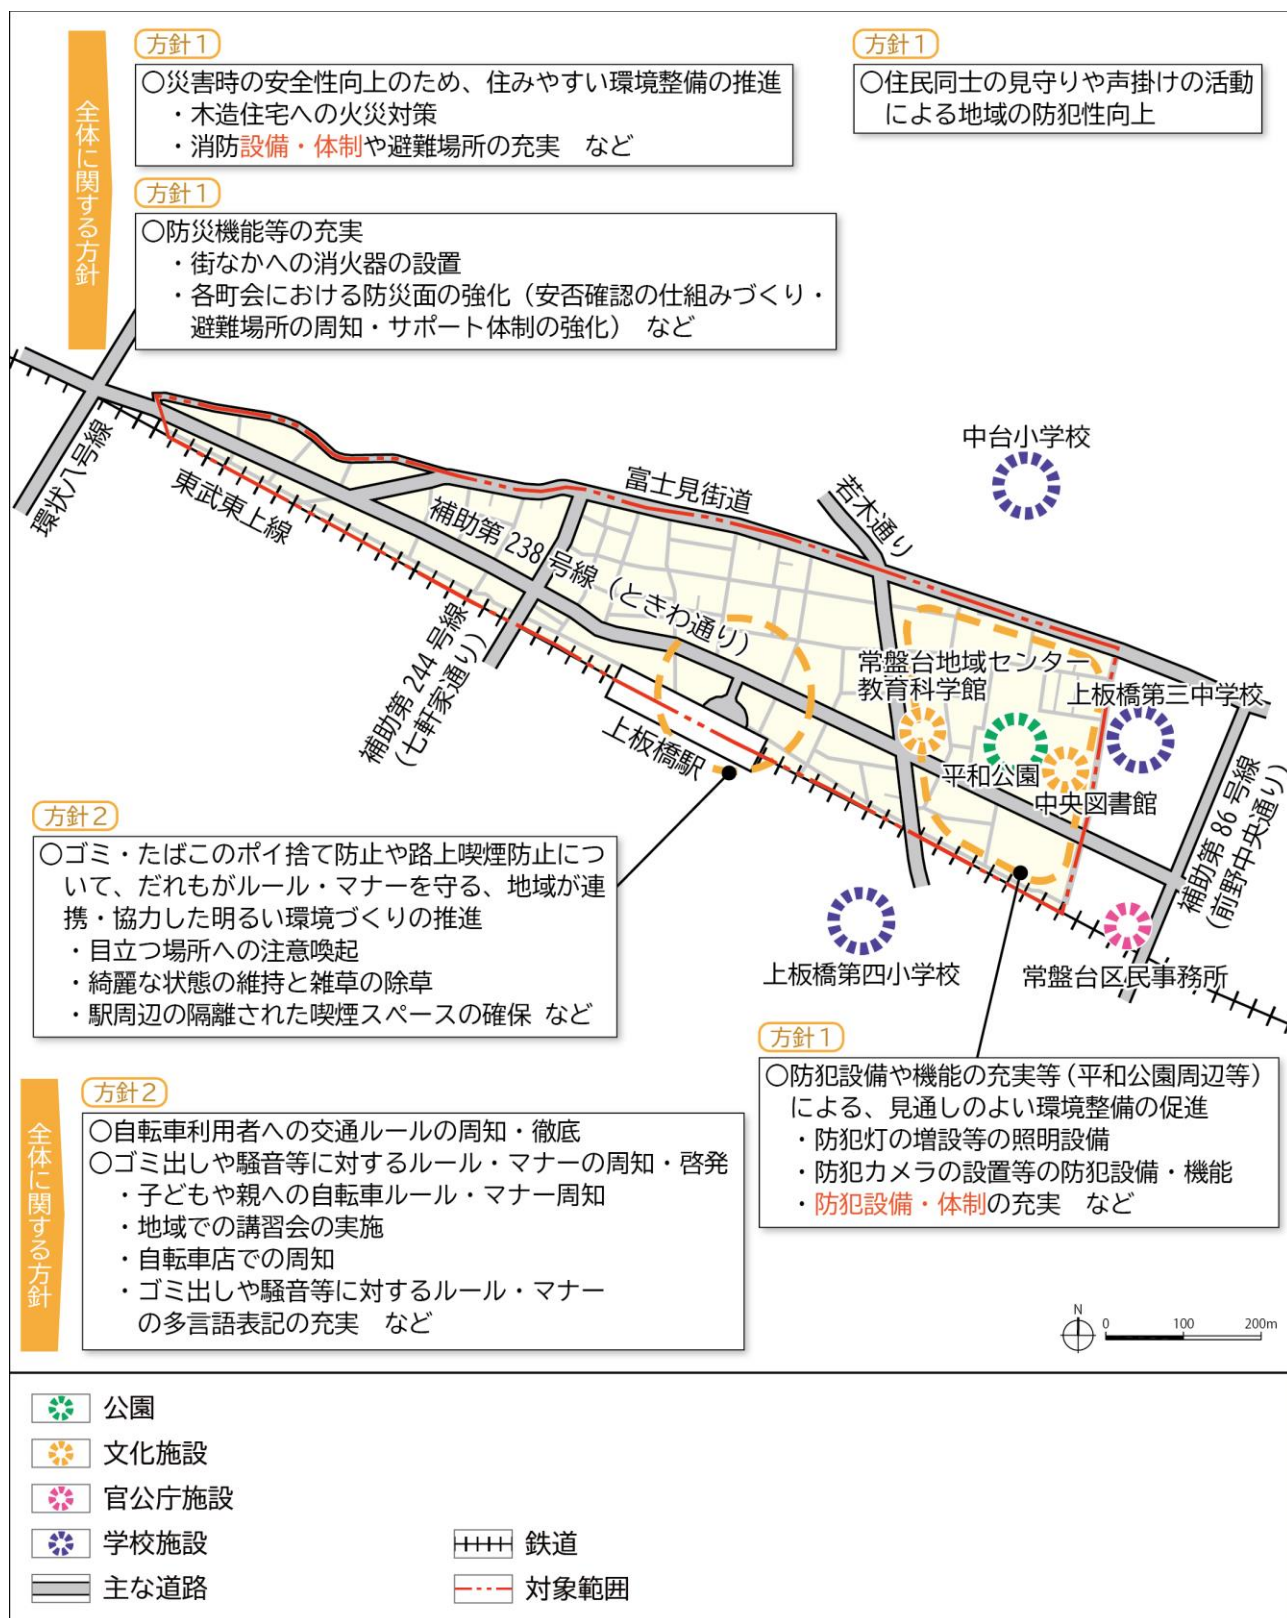 全体に関する方針
方針1
○災害時の安全性向上のため、住みやすい環境整備の推進
・木造住宅への火災対策
・消防設備・体制や避難場所の充実　など
方針1
○住民同士の見守りや声掛けの活動
による地域の防犯性向上
方針1
○防災機能等の充実
・街なかへの消火器の設置
・各町会における防災面の強化（安否確認の仕組みづくり・
避難場所の周知・サポート体制の強化）　など
環状八号線
東武東上線
補助第238号線（ときわ通り）
富士見街道
若木通り
中台小学校
補助第244号線
（七軒家通り）
上板橋駅
常盤台地域センター
教育科学館
上板橋第三中学校
平和公園
中央図書館
補助第86号線
（前野中央通り）
上板橋第四小学校
常盤台区民事務所
方針2
○ゴミ・たばこのポイ捨て防止や路上喫煙防止につ
いて、だれもがルール・マナーを守る、地域が連
携・協力した明るい環境づくりの推進
・目立つ場所への注意喚起
・綺麗な状態の維持と雑草の除草
・駅周辺の隔離された喫煙スペースの確保 など
方針1
○防犯設備や機能の充実等（平和公園周辺等）
による、見通しのよい環境整備の促進
・防犯灯の増設等の照明設備
・防犯カメラの設置等の防犯設備・機能
・防犯設備・体制の充実　など
全体に関する方針
方針2
○自転車利用者への交通ルールの周知・徹底
○ゴミ出しや騒音等に対するルール・マナーの周知・啓発
・子どもや親への自転車ルール・マナー周知
・地域での講習会の実施
・自転車店での周知
・ゴミ出しや騒音等に対するルール・マナー
の多言語表記の充実　など
N
0 100 200m
公園
文化施設
官公庁施設
学校施設
主な道路
鉄道
対象範囲